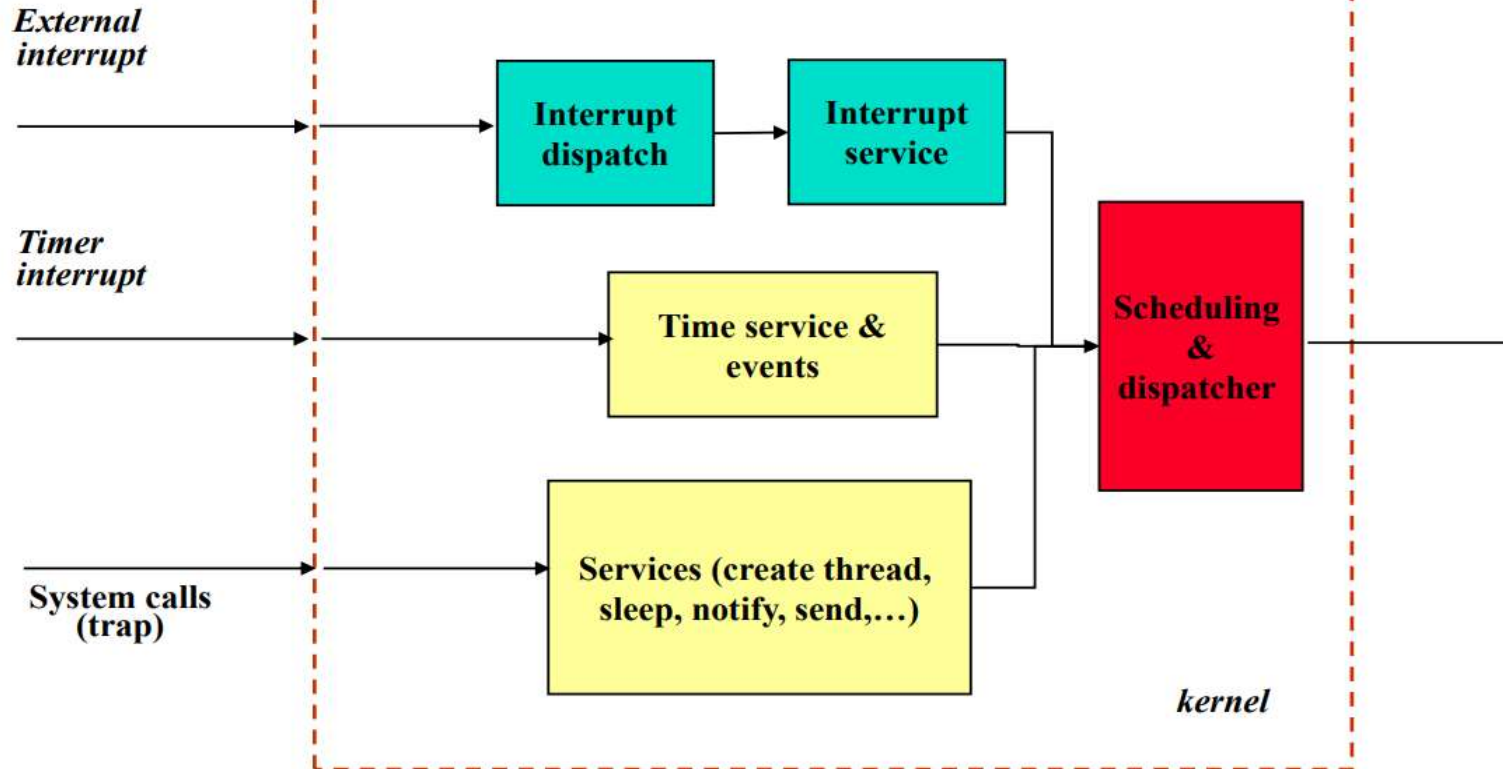 External
interrupt
Interrupt
dispatch
Interrupt
service
Timer
interrupt
Time service &
events
Scheduling
&
dispatcher
System calls
(trap)
Services (create thread,
sleep, notify, send,…)
kernel